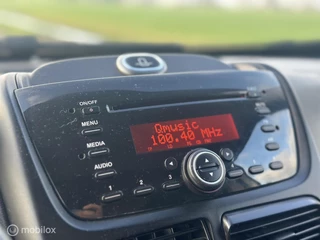 ON/OFF
MENU
MEDIA
AUDIO
Qmusic
100.40 MHz
1
2
3
© mobilox